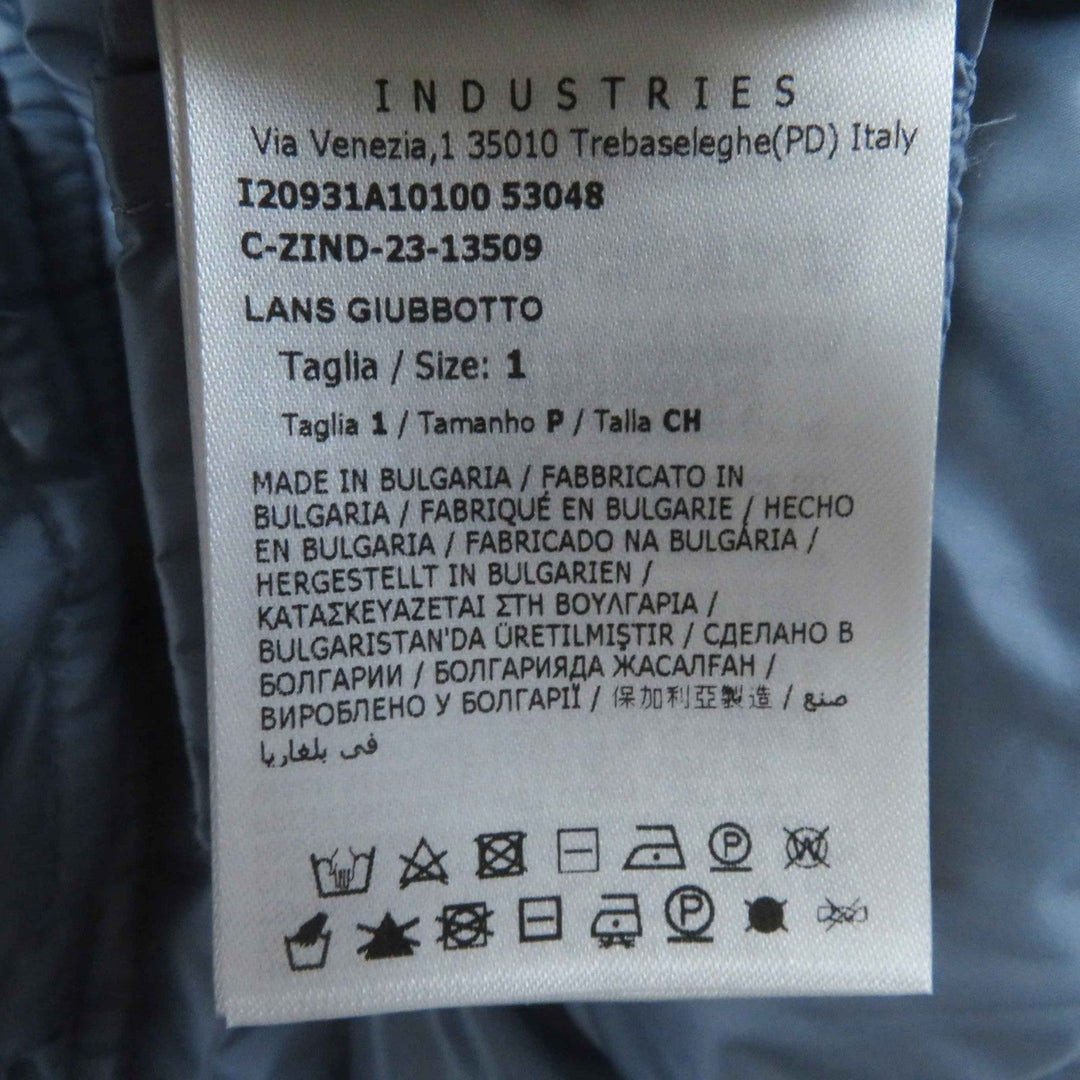 INDUSTRIES
Via Venezia,1 35010 Trebaseleghe(PD) Italy
I20931A10100 53048
C-ZIND-23-13509
LANS GIUBBOTTO
Taglia / Size: 1
Taglia 1 / Tamanho P / Talla CH
MADE IN BULGARIA / FABBRICATO IN
BULGARIA / FABRIQUÉ EN BULGARIE / HECHO
EN BULGARIA / FABRICADO NA BULGÁRIA /
HERGESTELLT IN BULGARIEN /
ΚΑΤΑΣΚΕΥΑΖΕΤΑΙ ΣΤΗ ΒΟΥΛΓΑΡΙΑ /
BULGARISTAN'DA ÜRETILMIŞTIR / СДЕЛАНО В
БОЛГАРИИ / БОЛГАРИЯДА ЖАСАЛҒАН /
ВИРОБЛЕНО У БОЛГАРІЇ / 保加利亞製造 / صنع
في بلغاريا
P W
P